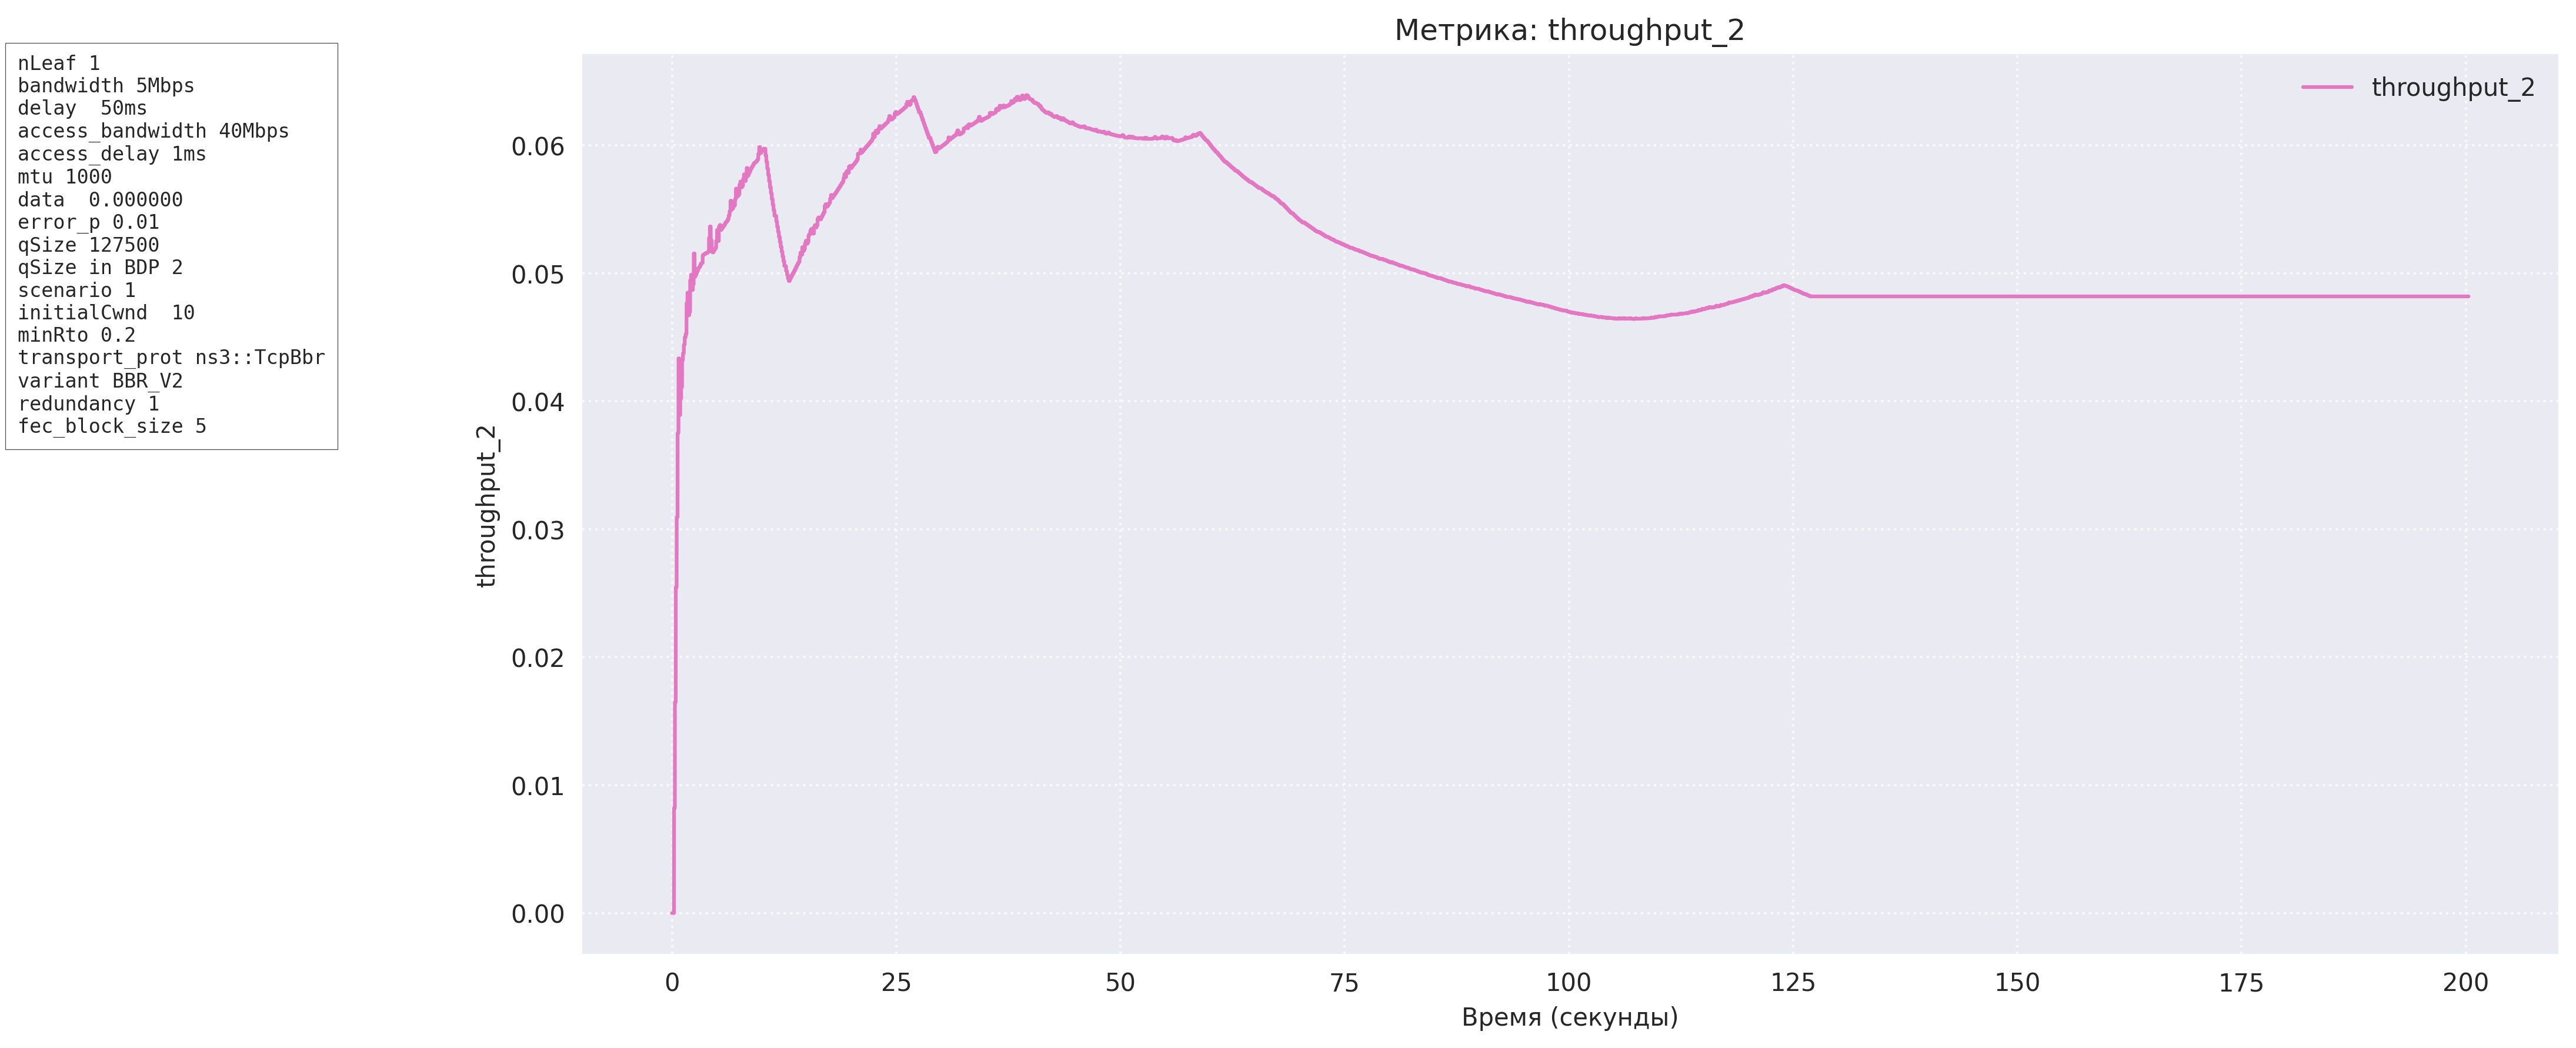 Метрика: throughput_2
nLeaf 1
bandwidth 5Mbps
delay  50ms
access_bandwidth 40Mbps
access_delay 1ms
mtu 1000
data  0.000000
error_p 0.01
qSize 127500
qSize in BDP 2
scenario 1
initialCwnd  10
minRto 0.2
transport_prot ns3::TcpBbr
variant BBR_V2
redundancy 1
fec_block_size 5
throughput_2
throughput_2
0.06
0.05
0.04
0.03
0.02
0.01
0.00
0 25 50 75 100 125 150 175 200
Время (секунды)